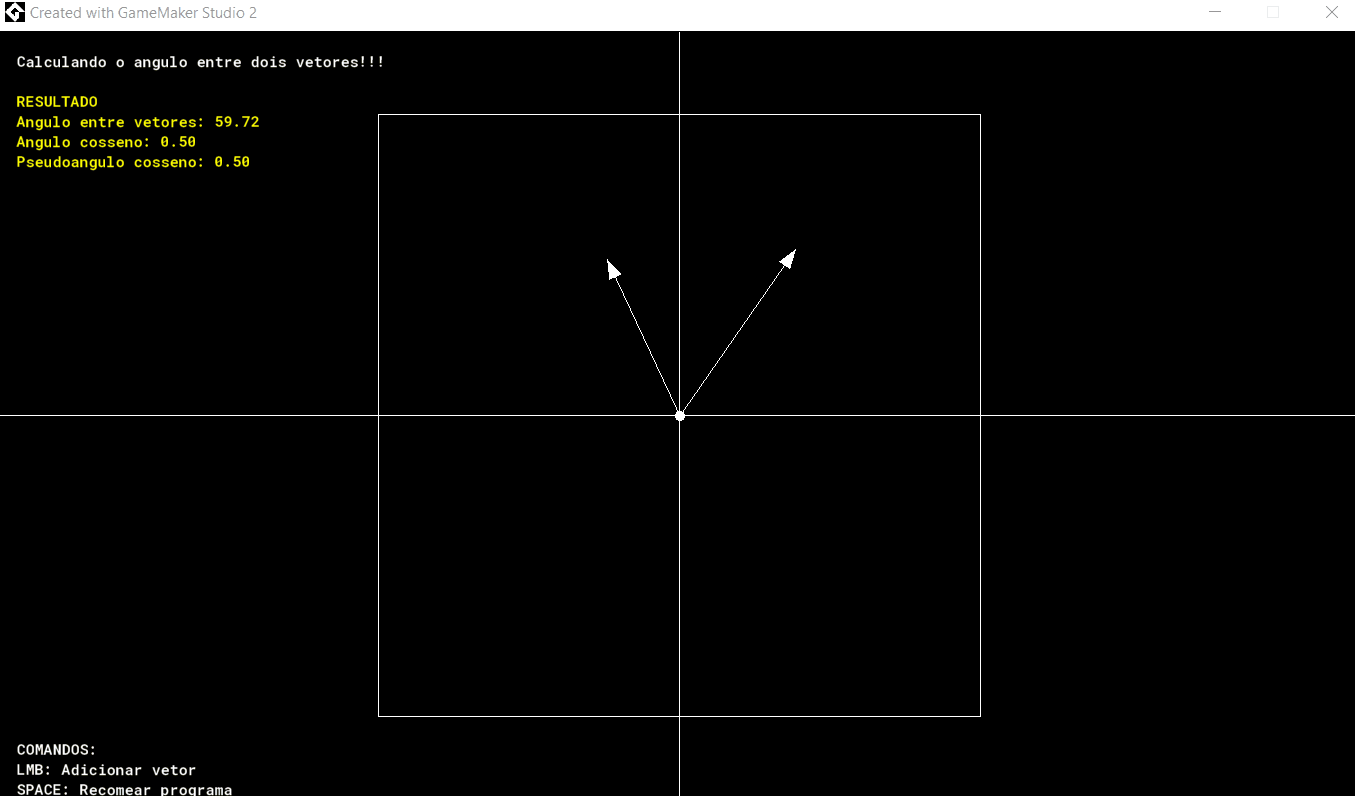 Created with GameMaker Studio 2
Calculando o angulo entre dois vetores!!!
RESULTADO
Angulo entre vetores: 59.72
Angulo cosseno: 0.50
Pseudoangulo cosseno: 0.50
COMANDOS:
LMB: Adicionar vetor
SPACE: Recomear programa